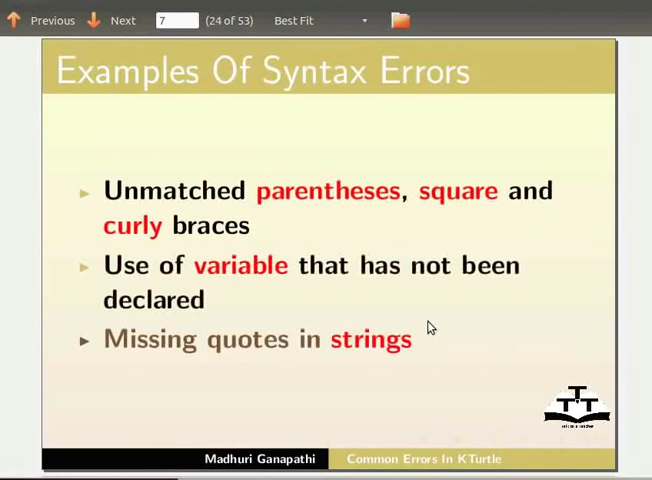 Previous Next 7 (24 of 53) Best Fit
Examples Of Syntax Errors
Unmatched parentheses, square and
curly braces
Use of variable that has not been
declared
Missing quotes in strings
TTT
Madhuri Ganapathi Common Errors In KTurtle